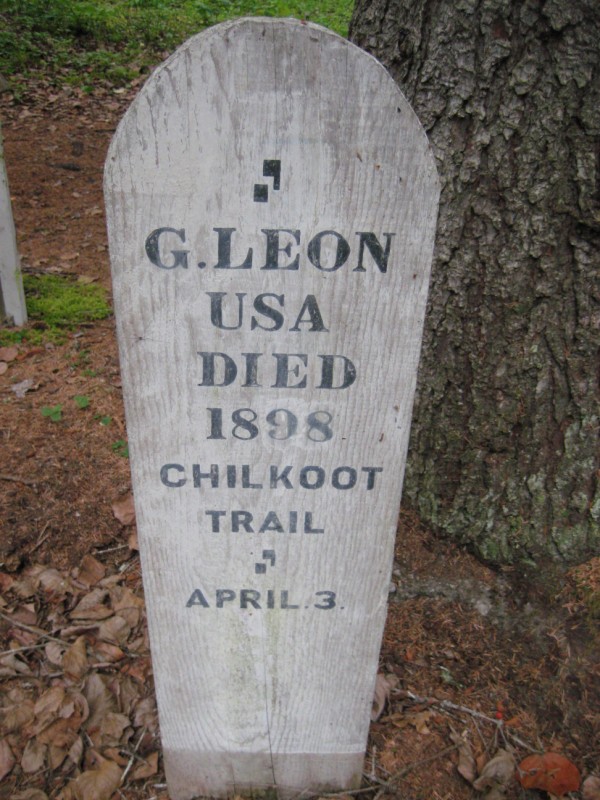 G. LEON
USA
DIED
1898
CHILKOOT
TRAIL
APRIL.3.